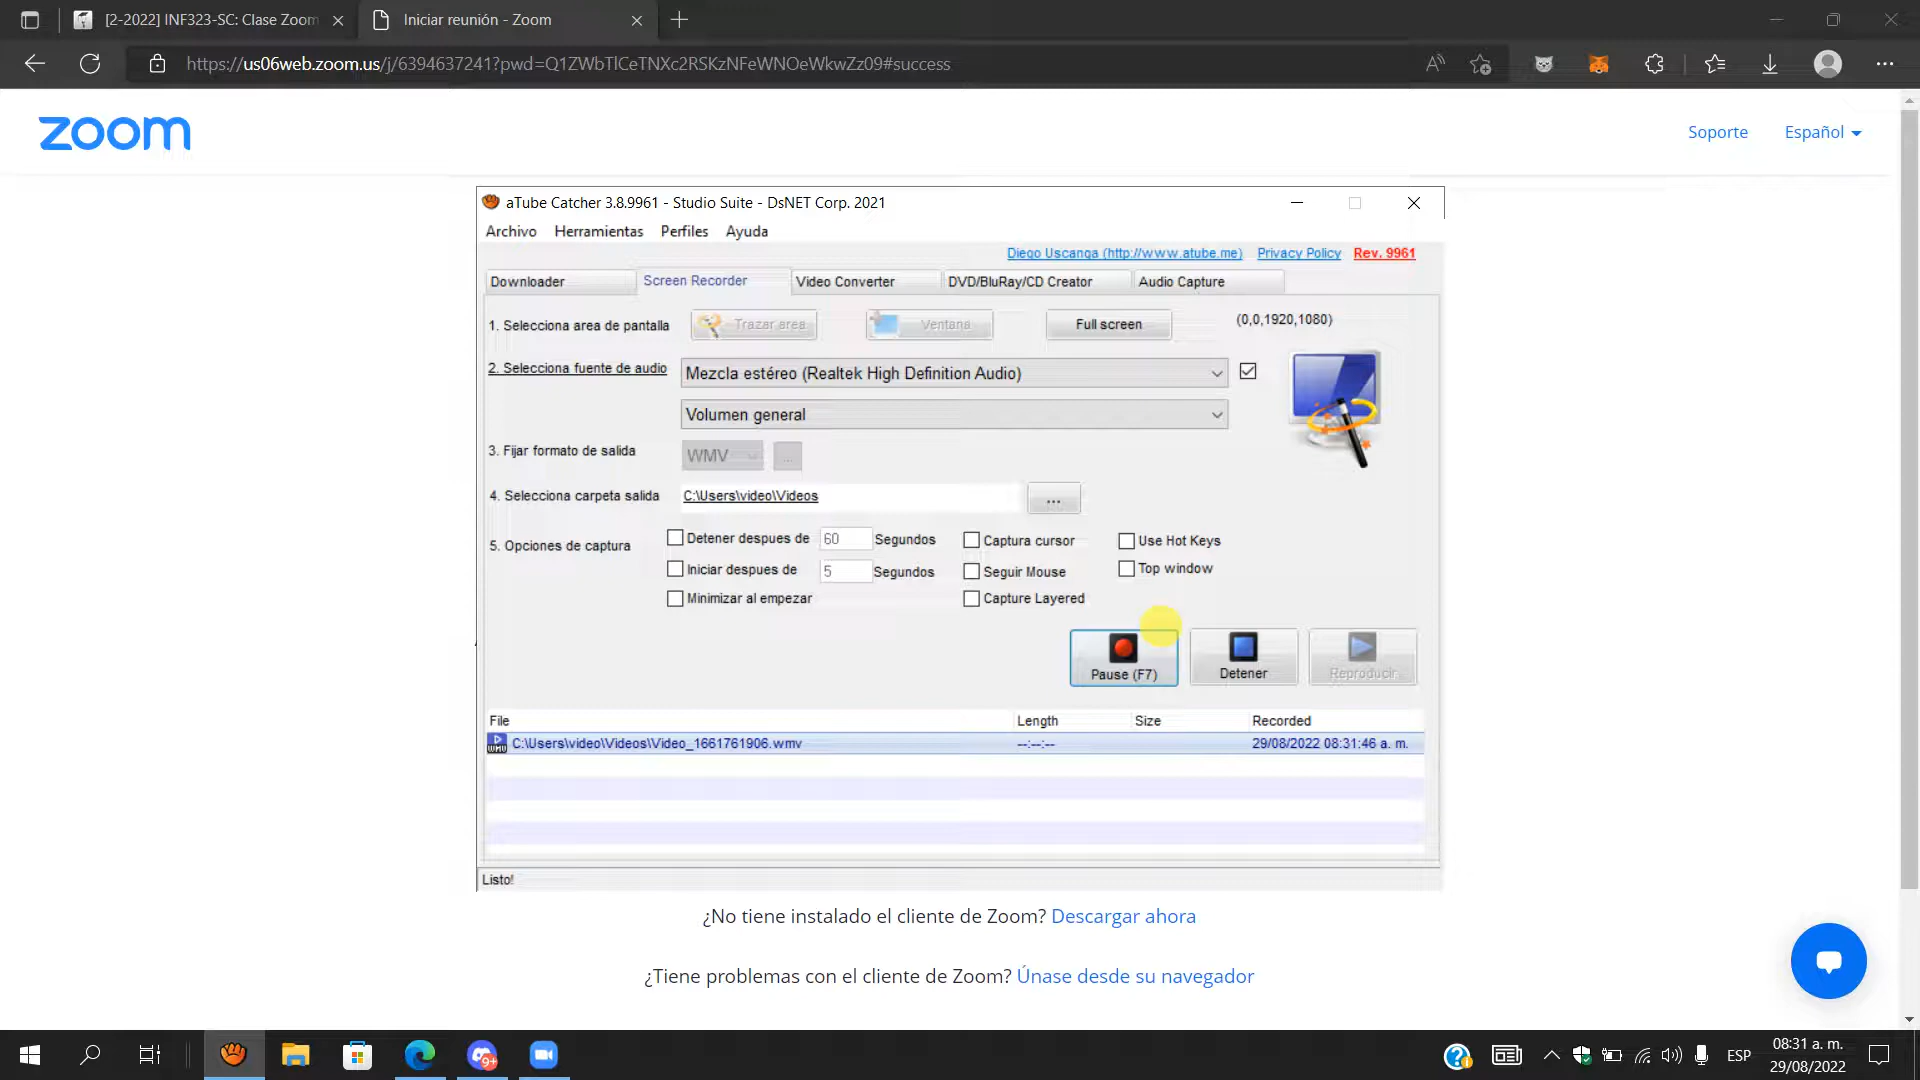 [2-2022] INF323-SC: Clase Zoom
Iniciar reunión - Zoom
https://us06web.zoom.us/j/6394637241?pwd=Q1ZWbTlCeTNXc2RSKzNFeWNOeWkwZz09#success
zoom
Soporte
Español
aTube Catcher 3.8.9961 - Studio Suite - DsNET Corp. 2021
Archivo Herramientas Perfiles Ayuda
Diego Uscanga (http://www.atube.me) Privacy Policy Rev. 9961
Downloader Screen Recorder Video Converter DVD/BluRay/CD Creator Audio Capture
1. Selecciona area de pantalla Trazar area Ventana Full screen (0,0,1920,1080)
2. Selecciona fuente de audio Mezcla estéreo (Realtek High Definition Audio)
Volumen general
3. Fijar formato de salida WMV ...
4. Selecciona carpeta salida C:\Users\video\Videos ...
5. Opciones de captura
Detener despues de 60 Segundos Captura cursor Use Hot Keys
Iniciar despues de 5 Segundos Seguir Mouse Top window
Minimizar al empezar Capture Layered
Pause (F7) Detener Reproducir
File Length Size Recorded
C:\Users\video\Videos\Video_1661761906.wmv --:--:-- 29/08/2022 08:31:46 a. m.
Listo!
¿No tiene instalado el cliente de Zoom? Descargar ahora
¿Tiene problemas con el cliente de Zoom? Únase desde su navegador
9+
ESP
08:31 a. m.
29/08/2022